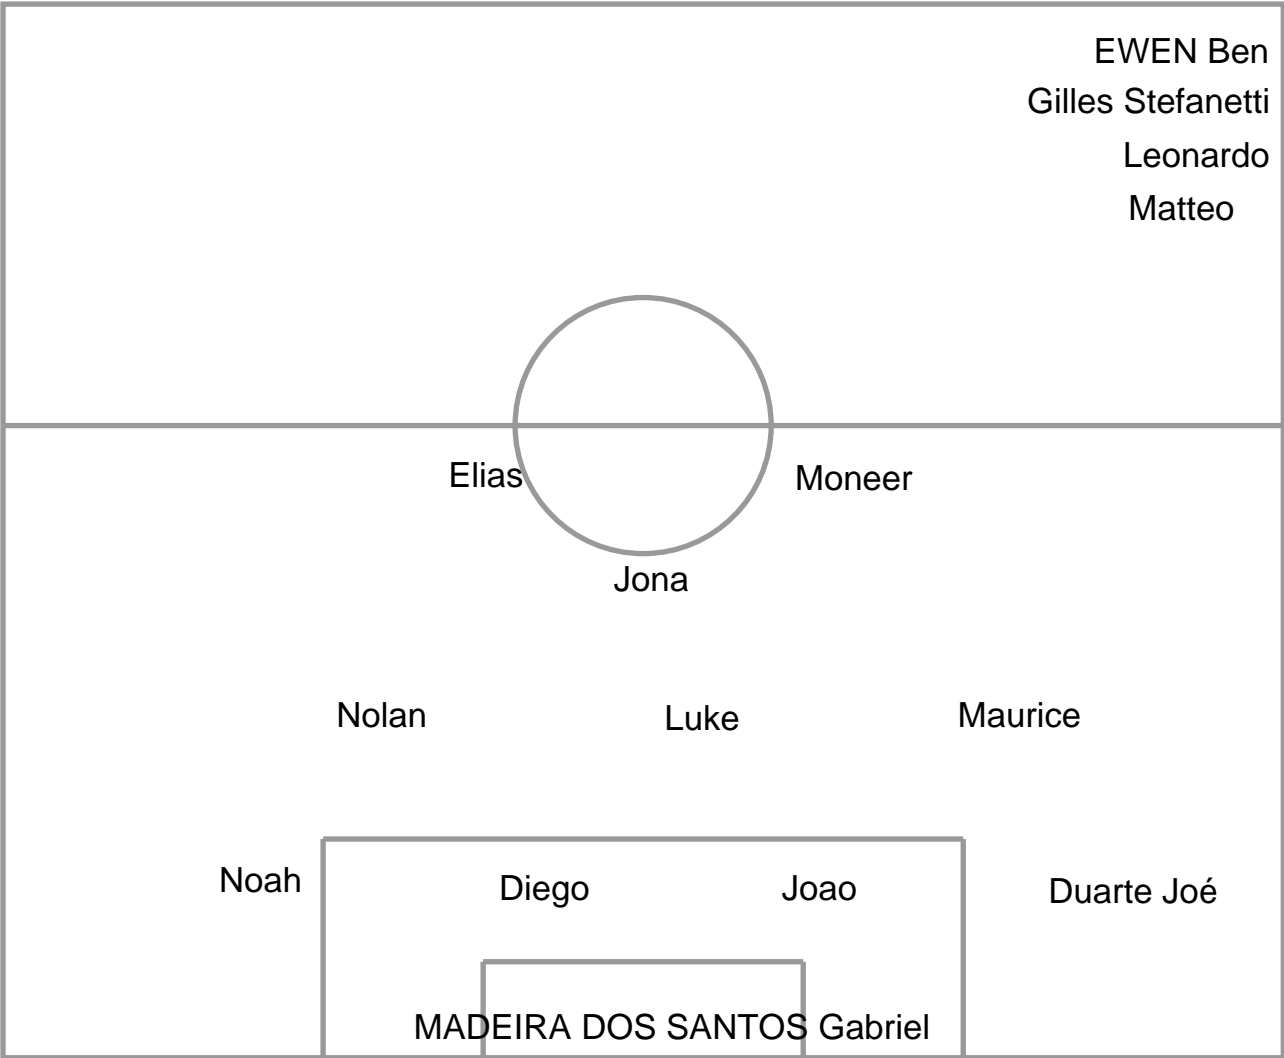 EWEN Ben
Gilles Stefanetti
Leonardo
Matteo
Elias
Moneer
Jona
Nolan
Luke
Maurice
Noah
Diego
Joao
Duarte Joé
MADEIRA DOS SANTOS Gabriel